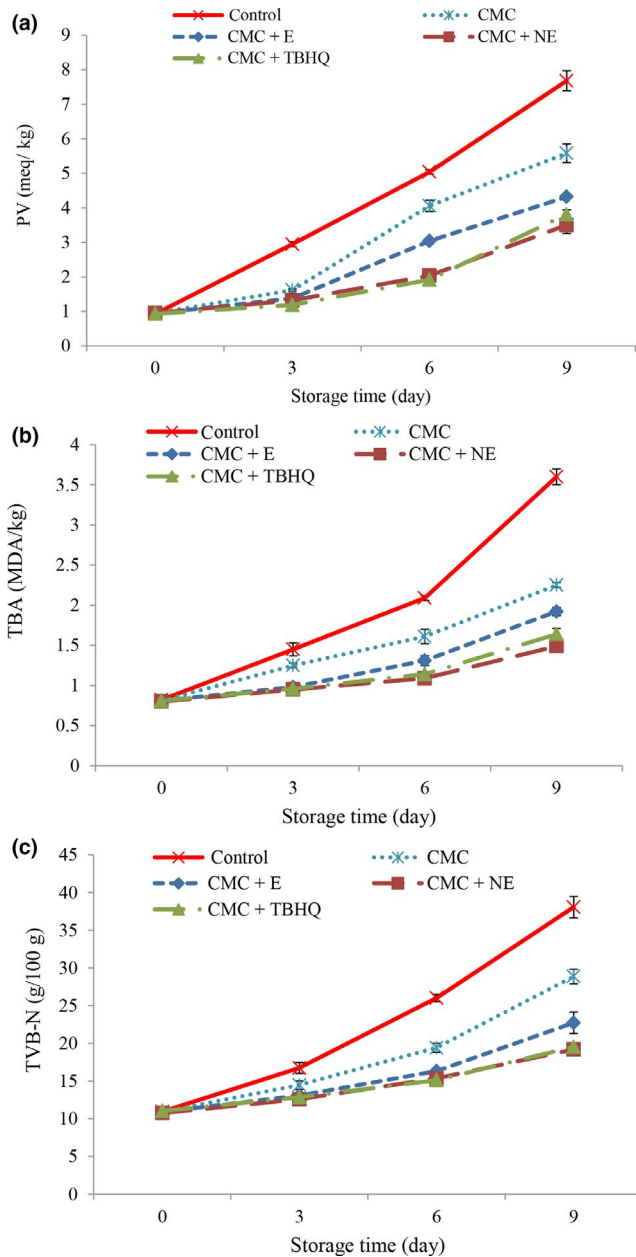 (a)
Control
CMC
CMC + E
CMC + NE
CMC + TBHQ
9
8
7
6
5
4
3
2
1
0
PV (meq/ kg)
0 3 6 9
Storage time (day)
(b)
Control
CMC
CMC + E
CMC + NE
CMC + TBHQ
4
3.5
3
2.5
2
1.5
1
0.5
0
TBA (MDA/kg)
0 3 6 9
Storage time (day)
(c)
Control
CMC
CMC + E
CMC + NE
CMC + TBHQ
45
40
35
30
25
20
15
10
5
0
TVB-N (g/100 g)
0 3 6 9
Storage time (day)